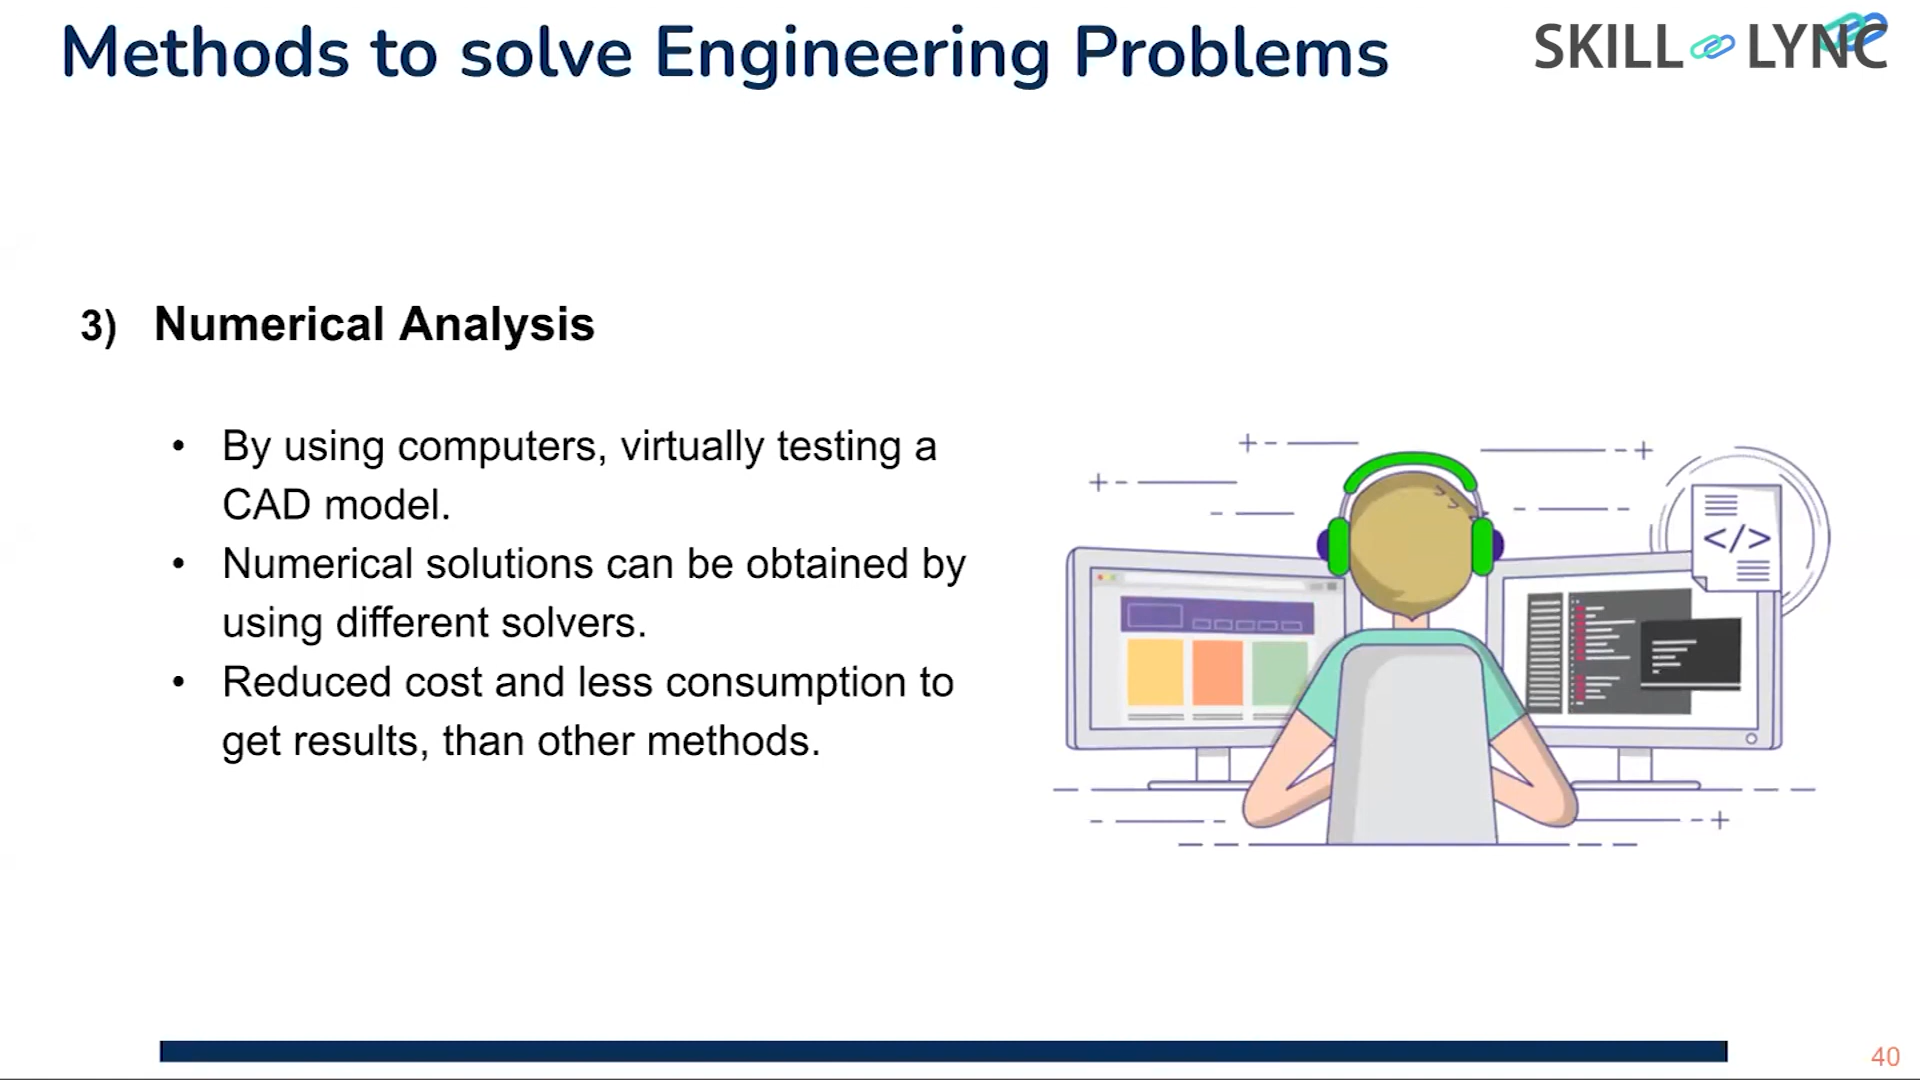 Methods to solve Engineering Problems
SKILL LYNC
3) Numerical Analysis
• By using computers, virtually testing a
CAD model.
• Numerical solutions can be obtained by
using different solvers.
• Reduced cost and less consumption to
get results, than other methods.
</>
40